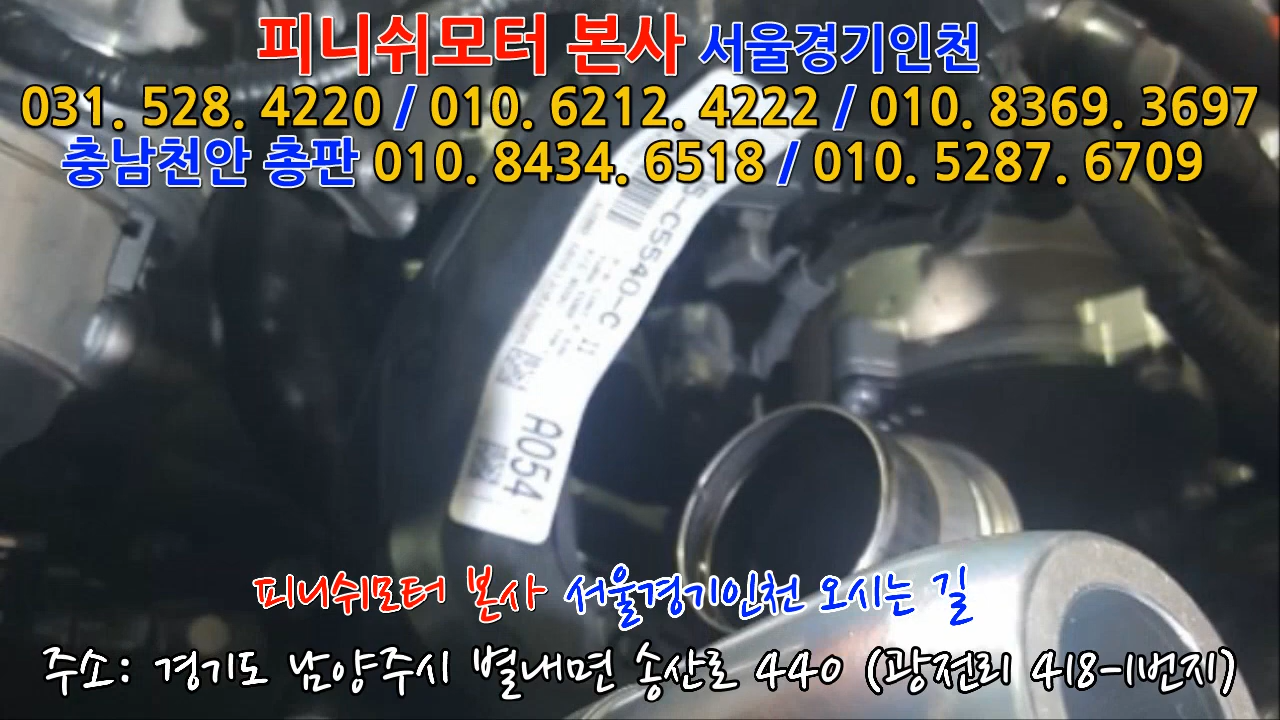 피니쉬모터 본사 서울경기인천
031. 528. 4220 / 010. 6212. 4222 / 010. 8369. 3697
충남천안 총판 010. 8434. 6518 / 010. 5287. 6709
-C5540-C 11
A054
피니쉬모터 본사 서울경기인천 오시는 길
주소: 경기도 남양주시 별내면 송산로 440 (광전리 418-1번지)